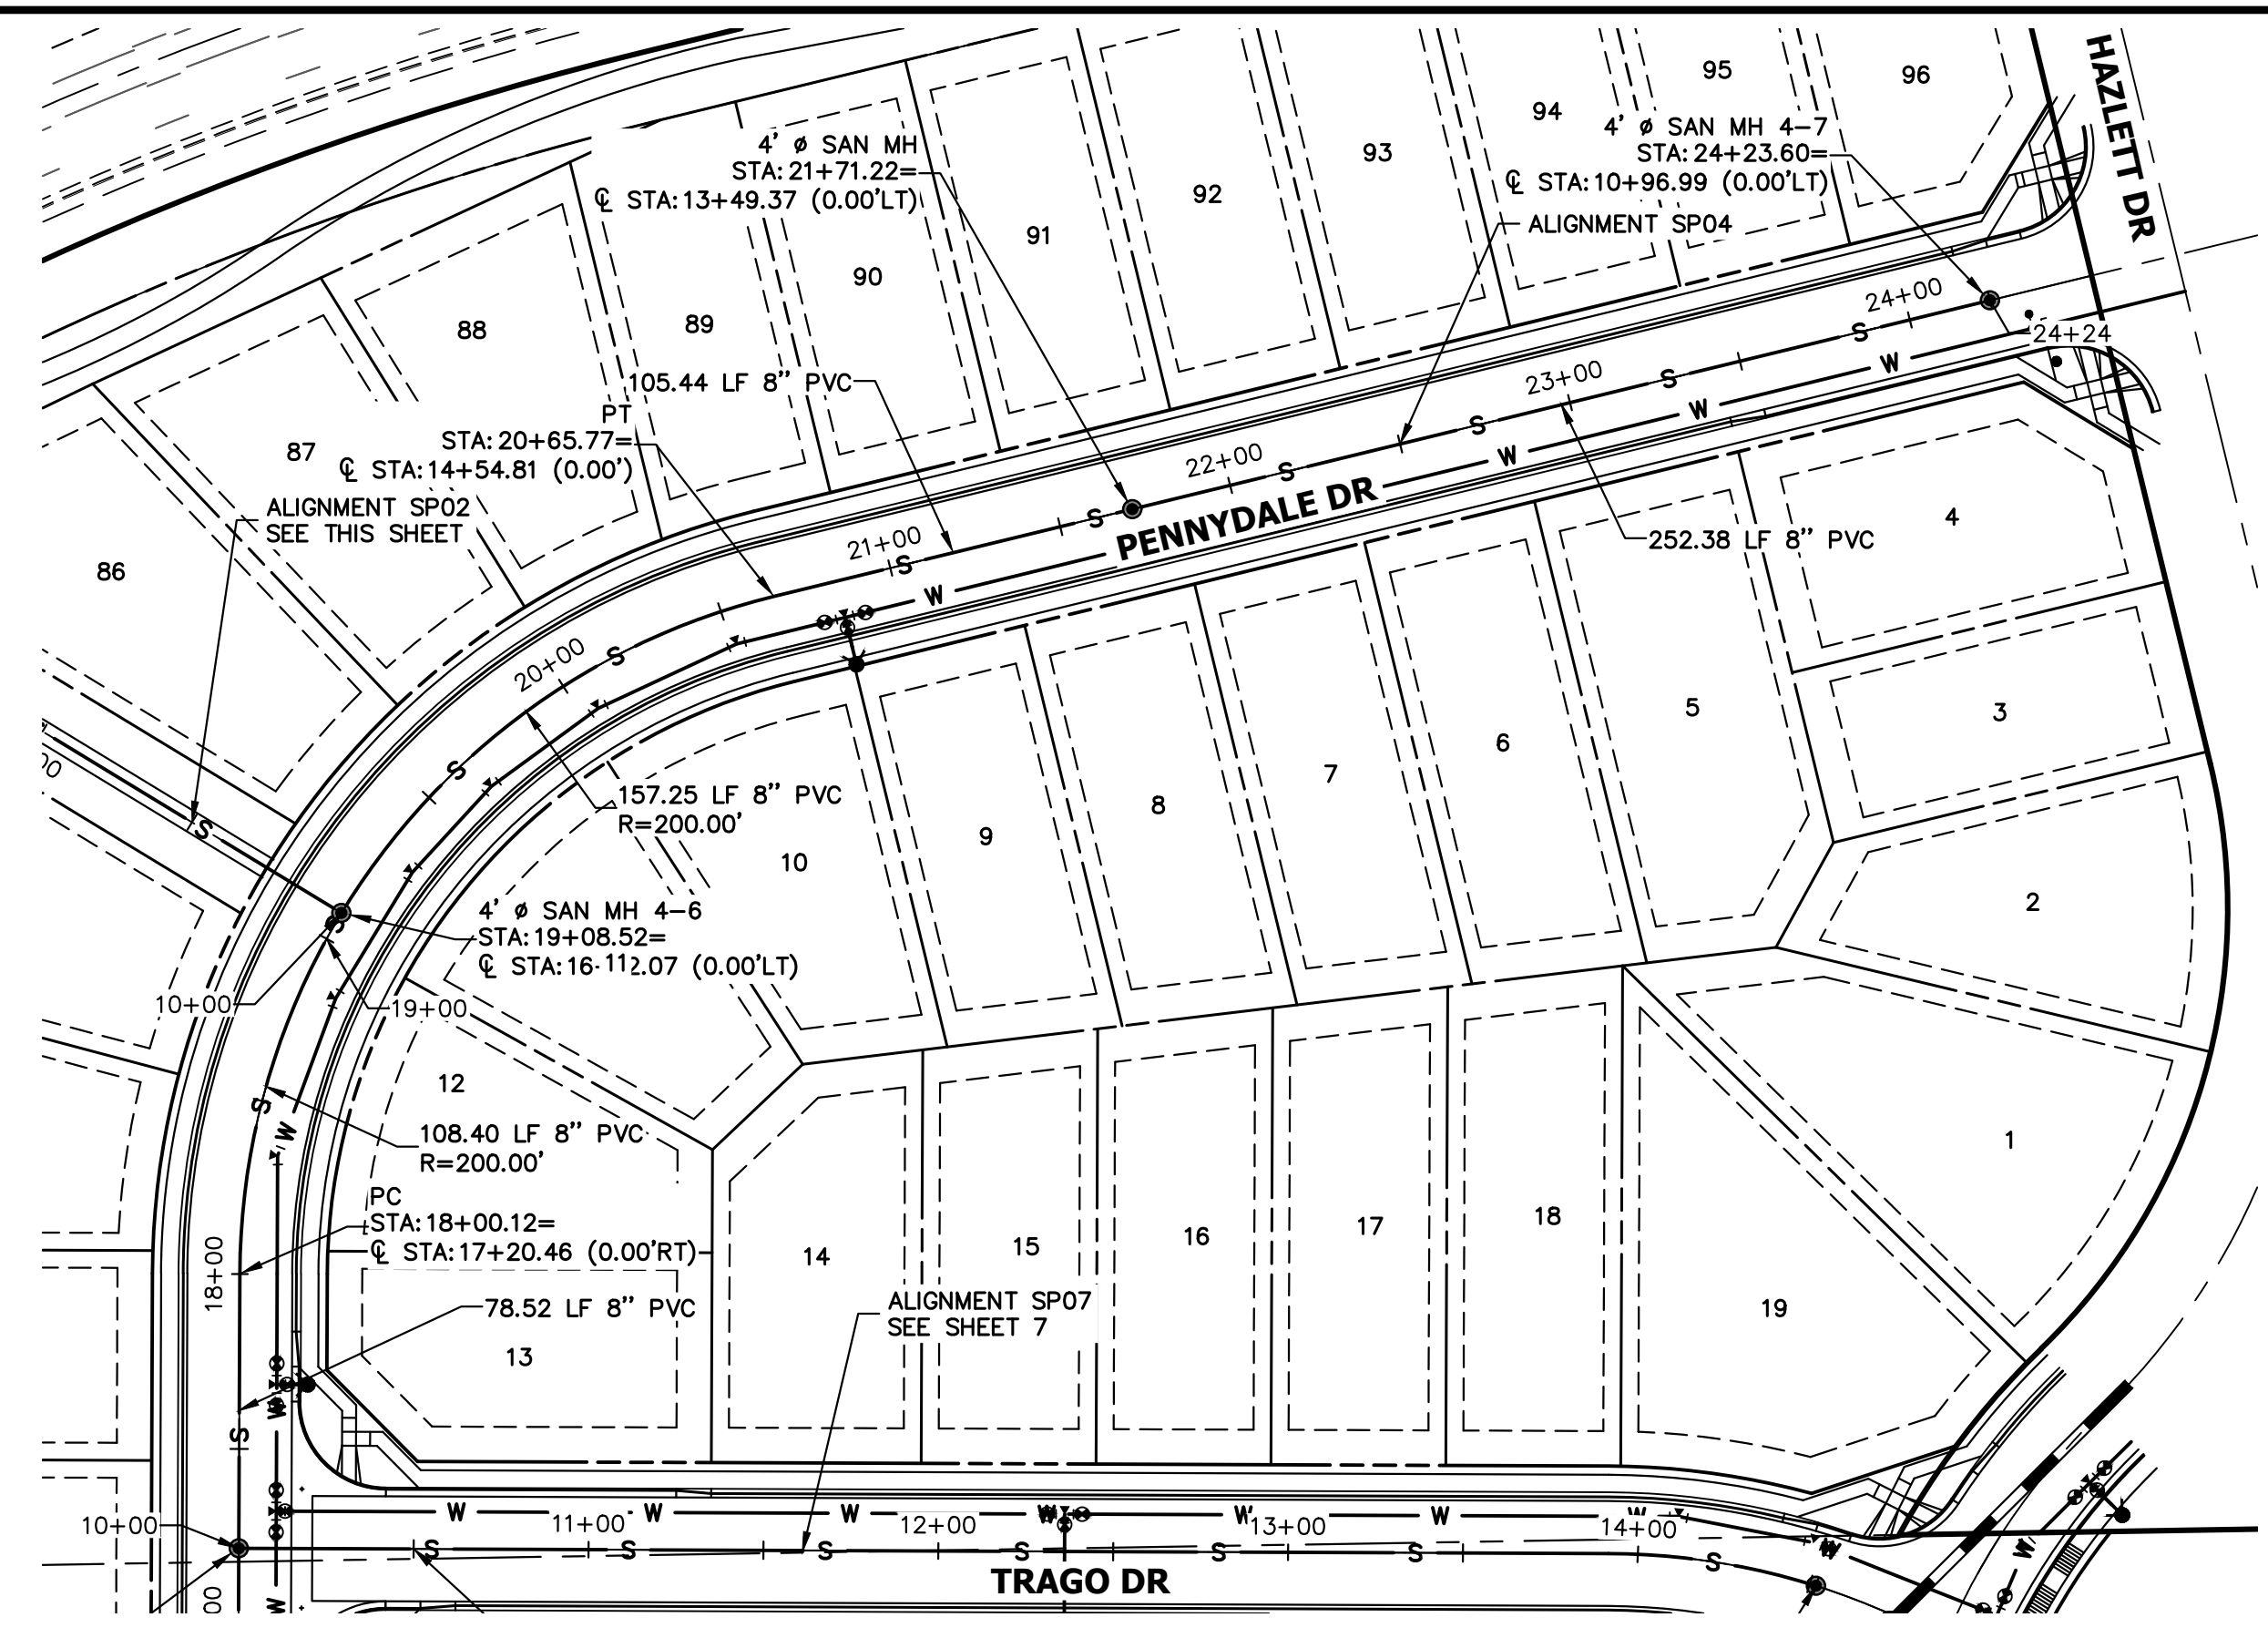 HAZLETT DR
95
96
94
4' ø SAN MH 4-7
STA: 24+23.60=
℄ STA: 10+96.99 (0.00'LT)
ALIGNMENT SP04
4' ø SAN MH
STA: 21+71.22=
℄ STA: 13+49.37 (0.00'LT)
93
92
91
90
89
88
87
86
24+00
24+24
23+00
22+00
21+00
20+00
105.44 LF 8" PVC
PT
STA: 20+65.77=
℄ STA: 14+54.81 (0.00')
ALIGNMENT SP02
SEE THIS SHEET
PENNYDALE DR
252.38 LF 8" PVC
4
3
5
6
7
8
9
10
2
157.25 LF 8" PVC
R=200.00'
4' ø SAN MH 4-6
STA: 19+08.52=
10+00
19+00
12
1
108.40 LF 8" PVC
R=200.00'
PC
STA: 18+00.12=
℄ STA: 17+20.46 (0.00'RT)
18+00
78.52 LF 8" PVC
13
14
15
16
17
18
19
ALIGNMENT SP07
SEE SHEET 7
10+00
11+00
12+00
13+00
14+00
TRAGO DR
S
W